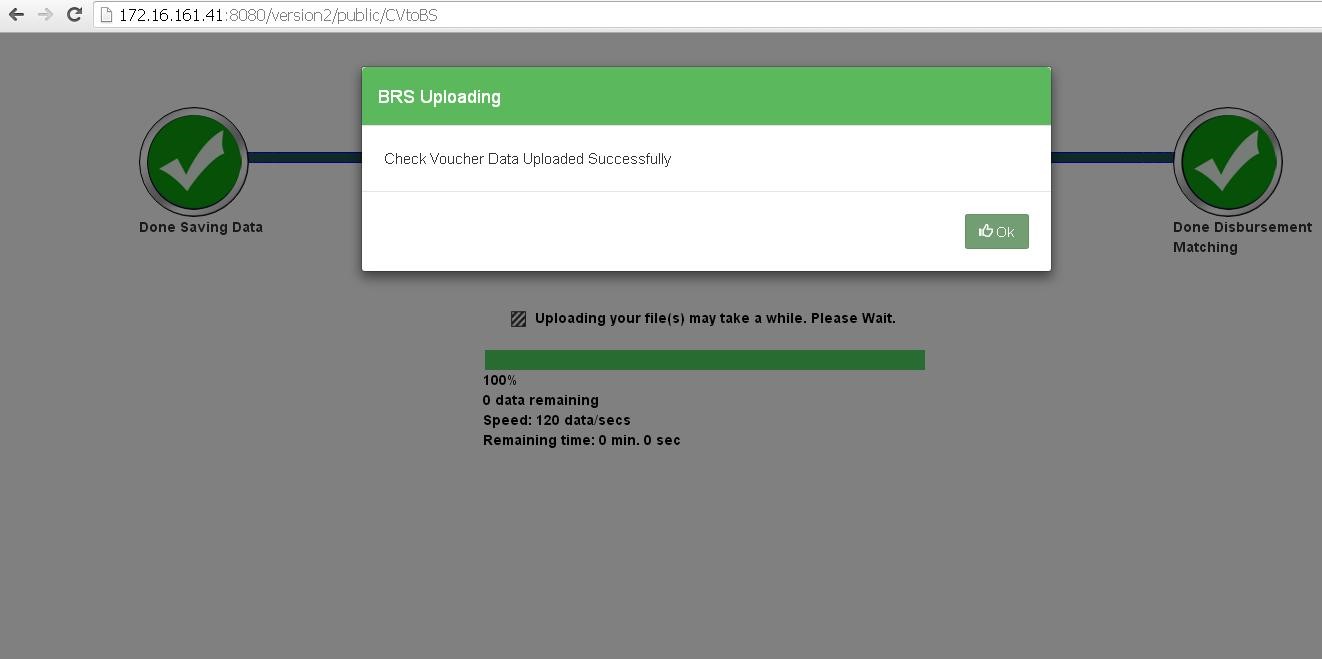 172.16.161.41:8080/version2/public/CVtoBS
BRS Uploading
Check Voucher Data Uploaded Successfully
Ok
Done Saving Data
Done Disbursement
Matching
Uploading your file(s) may take a while. Please Wait.
100%
0 data remaining
Speed: 120 data/secs
Remaining time: 0 min. 0 sec